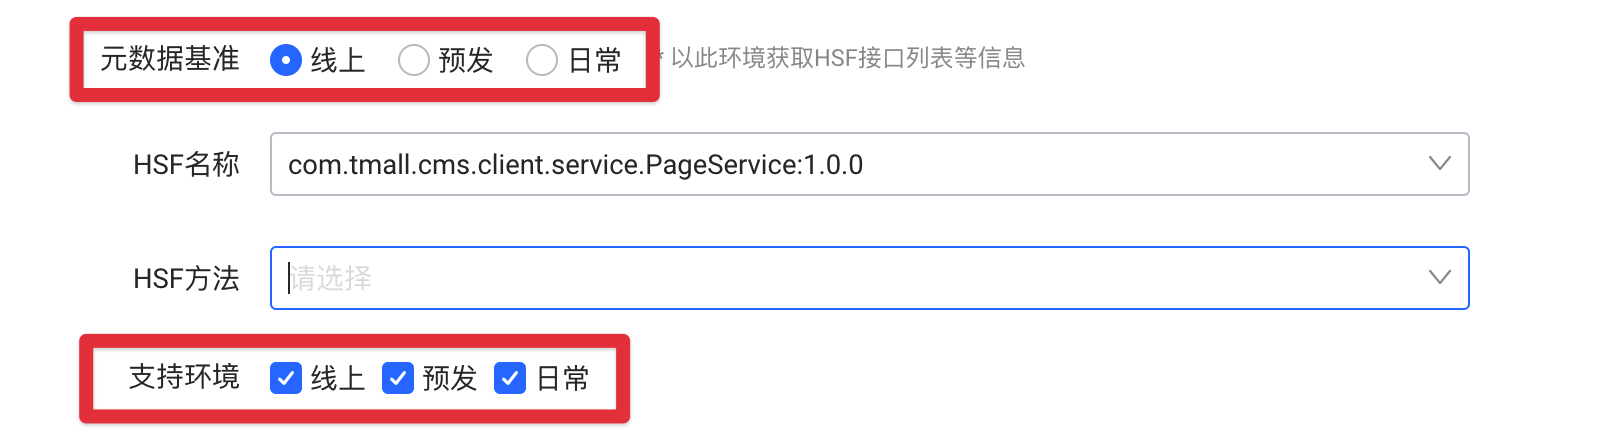 元数据基准 线上 预发 日常 * 以此环境获取HSF接口列表等信息
HSF名称 com.tmall.cms.client.service.PageService:1.0.0
HSF方法 请选择
支持环境 线上 预发 日常